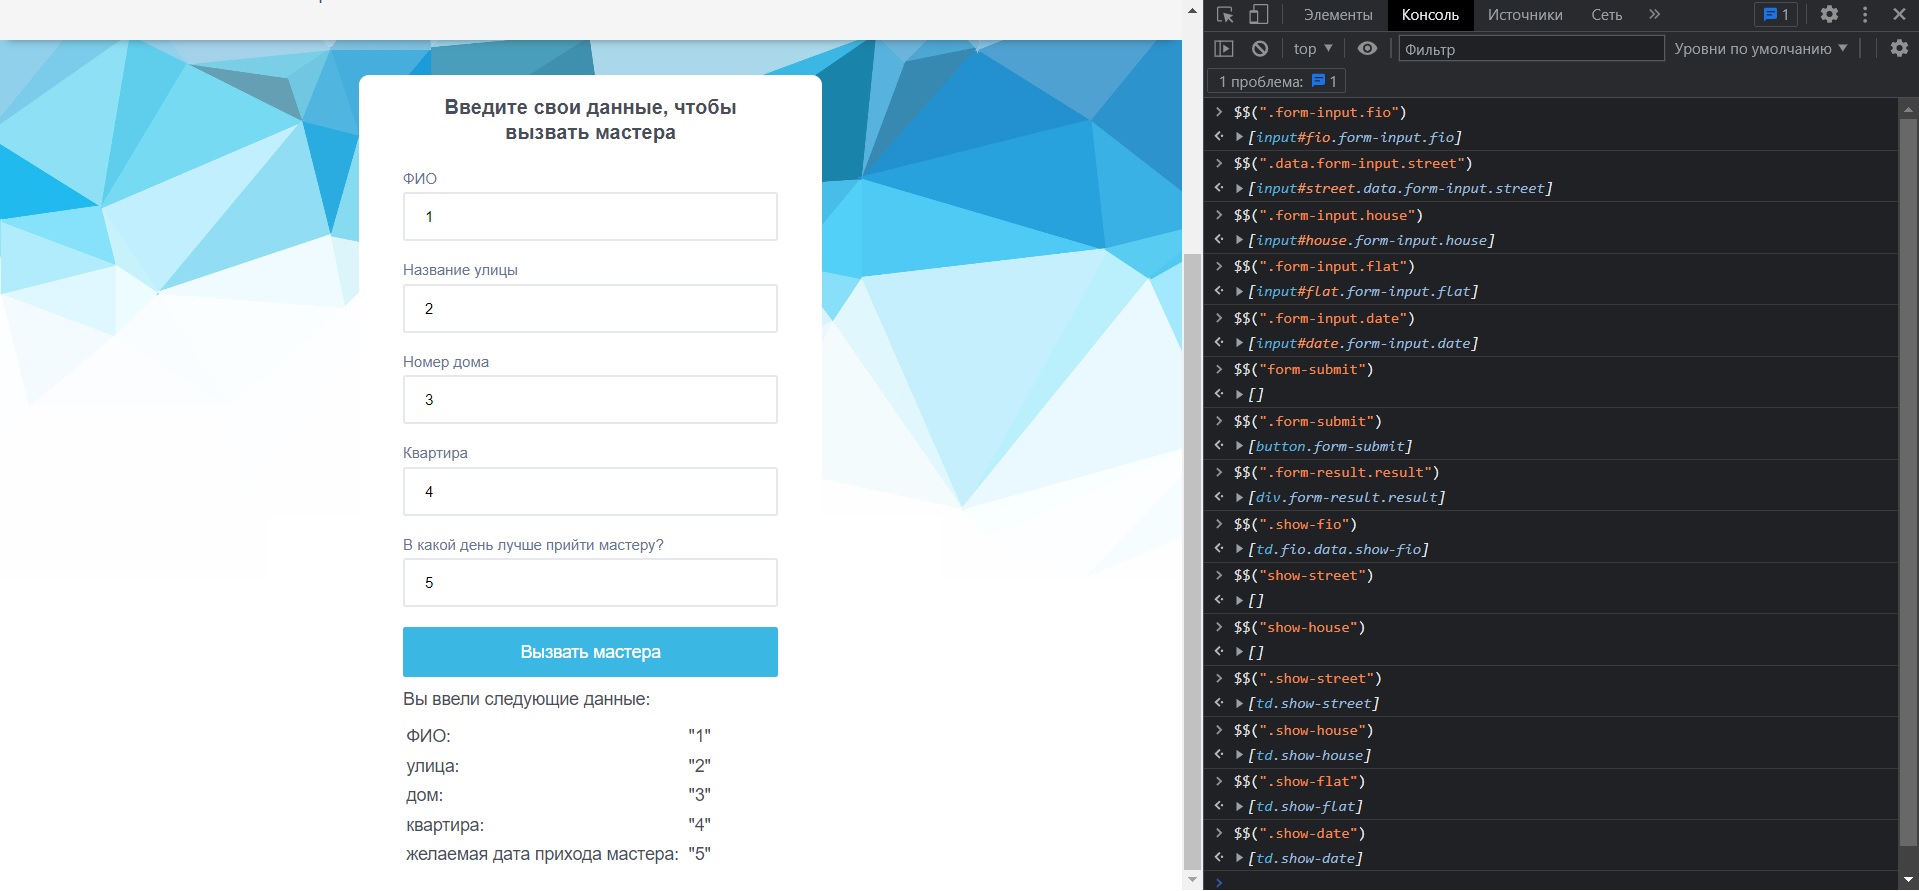 Введите свои данные, чтобы
вызвать мастера
ФИО
1
Название улицы
2
Номер дома
3
Квартира
4
В какой день лучше прийти мастеру?
5
Вызвать мастера
Вы ввели следующие данные:
ФИО: "1"
улица: "2"
дом: "3"
квартира: "4"
желаемая дата прихода мастера: "5"
Элементы Консоль Источники Сеть » 1
top Фильтр Уровни по умолчанию
1 проблема: 1
$$(".form-input.fio")
[input#fio.form-input.fio]
$$(".data.form-input.street")
[input#street.data.form-input.street]
$$(".form-input.house")
[input#house.form-input.house]
$$(".form-input.flat")
[input#flat.form-input.flat]
$$(".form-input.date")
[input#date.form-input.date]
$$("form-submit")
[]
$$(".form-submit")
[button.form-submit]
$$(".form-result.result")
[div.form-result.result]
$$(".show-fio")
[td.fio.data.show-fio]
$$("show-street")
[]
$$("show-house")
[]
$$(".show-street")
[td.show-street]
$$(".show-house")
[td.show-house]
$$(".show-flat")
[td.show-flat]
$$(".show-date")
[td.show-date]